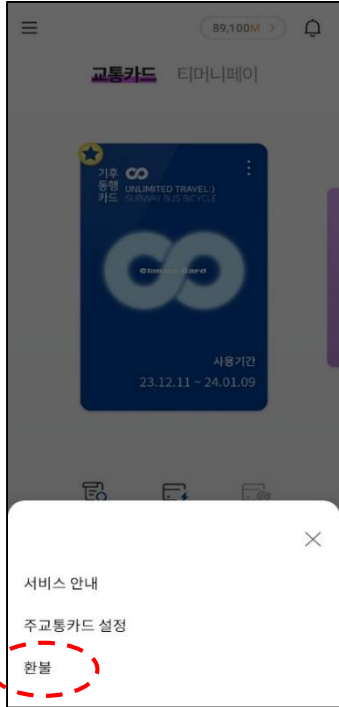 89,100M >
교통카드 티머니페이
기후
동행
카드
UNLIMITED TRAVEL:)
SUBWAY BUS BICYCLE
Climate Card
사용기간
23.12.11 ~ 24.01.09
서비스 안내
주교통카드 설정
환불